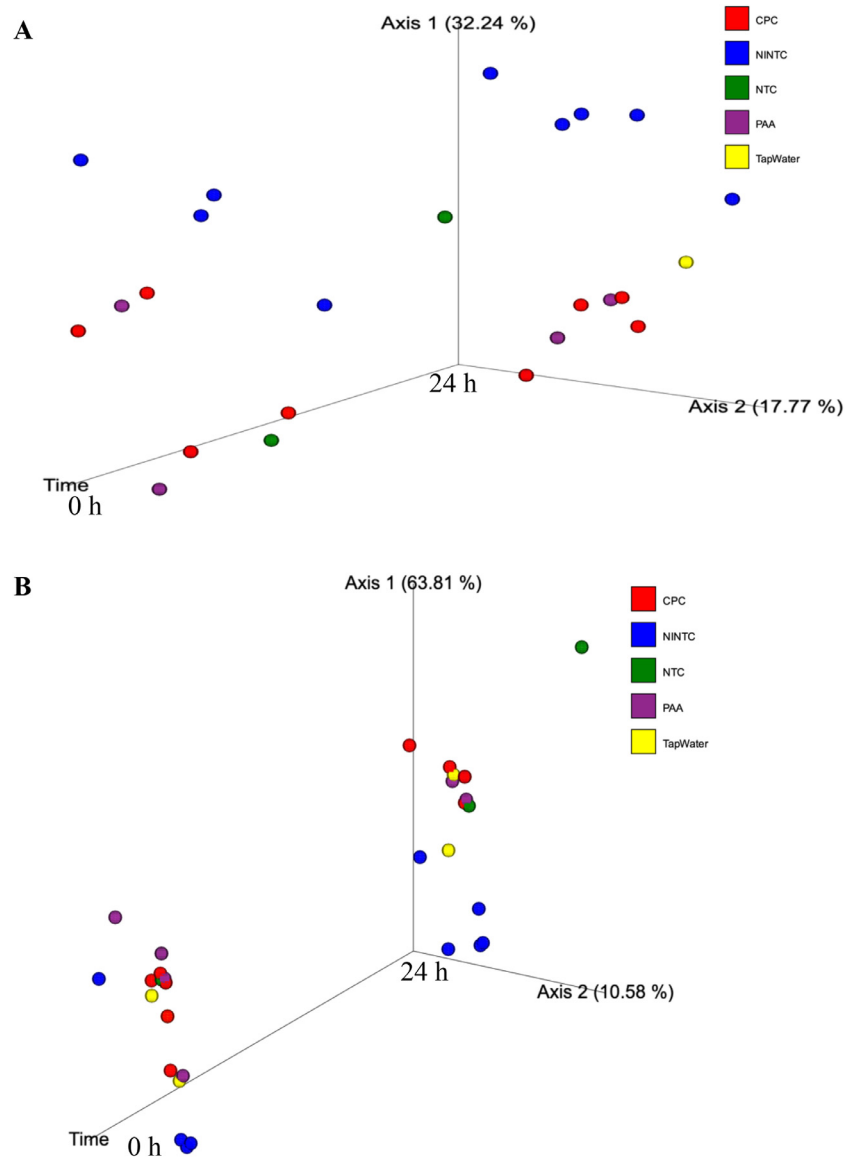 A
Axis 1 (32.24 %)
CPC
NINTC
NTC
PAA
TapWater
24 h
Axis 2 (17.77 %)
Time
0 h
B
Axis 1 (63.81 %)
CPC
NINTC
NTC
PAA
TapWater
24 h
Axis 2 (10.58 %)
Time
0 h